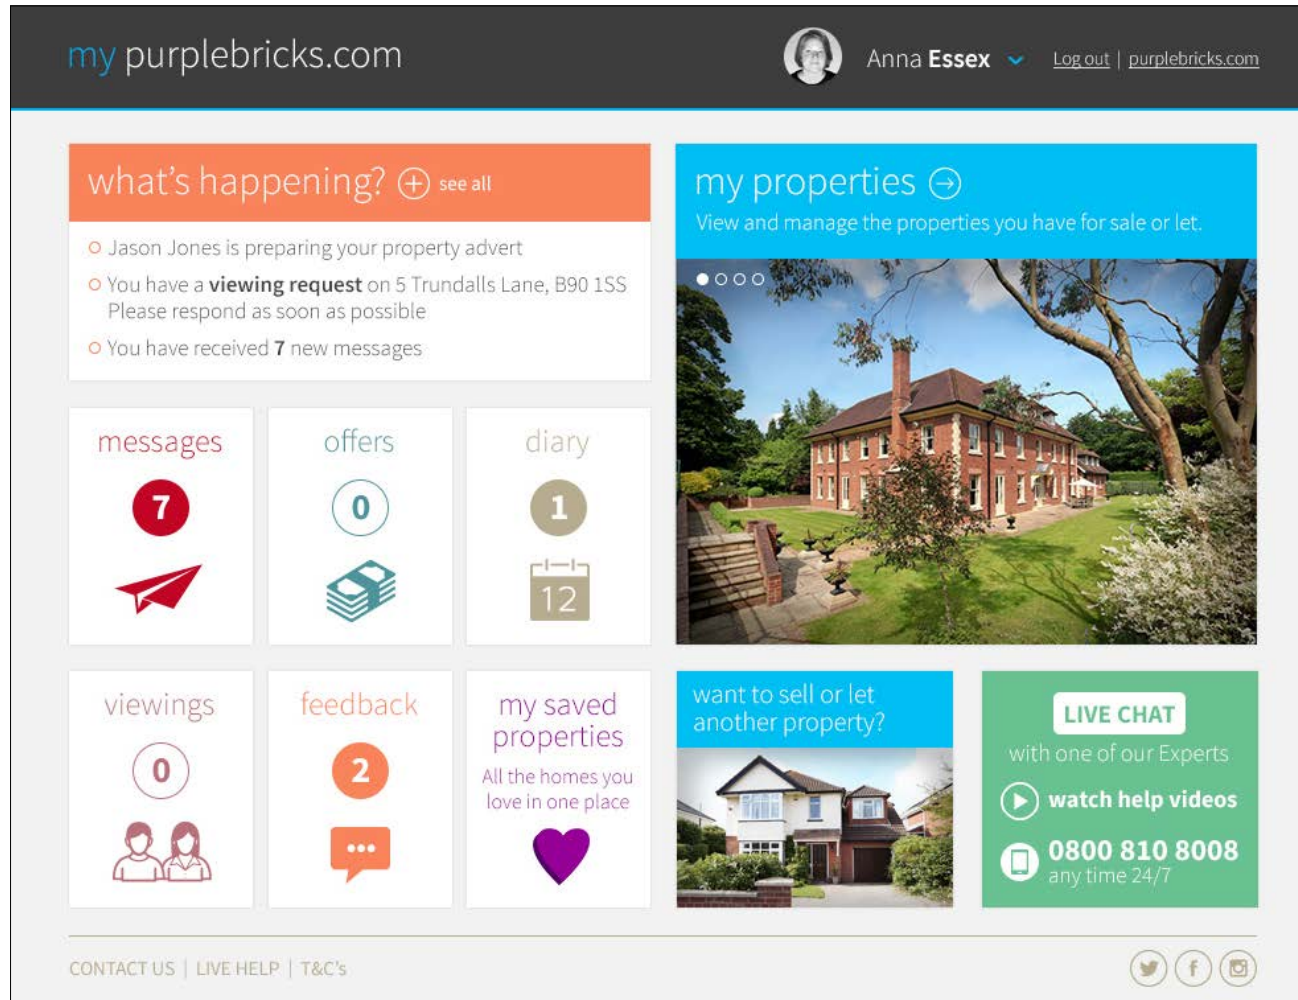 my purplebricks.com
Anna Essex
Log out | purplebricks.com
what's happening? see all
Jason Jones is preparing your property advert
You have a viewing request on 5 Trundalls Lane, B90 1SS
Please respond as soon as possible
You have received 7 new messages
my properties
View and manage the properties you have for sale or let.
messages
7
offers
0
diary
1
12
viewings
0
feedback
2
my saved
properties
All the homes you
love in one place
want to sell or let
another property?
LIVE CHAT
with one of our Experts
watch help videos
0800 810 8008
any time 24/7
CONTACT US | LIVE HELP | T&C's